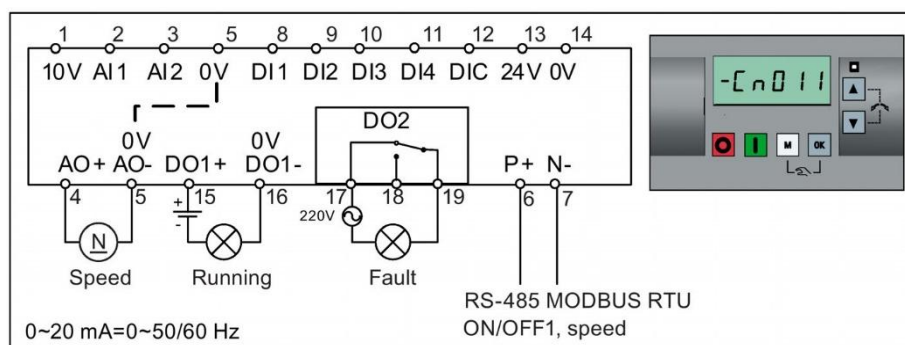 1 2 3 5 8 9 10 11 12 13 14
10V AI1 AI2 0V DI1 DI2 DI3 DI4 DIC 24V 0V
-Cn011
DO2
0V 0V
AO+ AO- DO1+ DO1- P+ N-
4 5 15 16 17 18 19 6 7
+
-
220V
N
M OK
Speed Running Fault
RS-485 MODBUS RTU
ON/OFF1, speed
0~20 mA=0~50/60 Hz